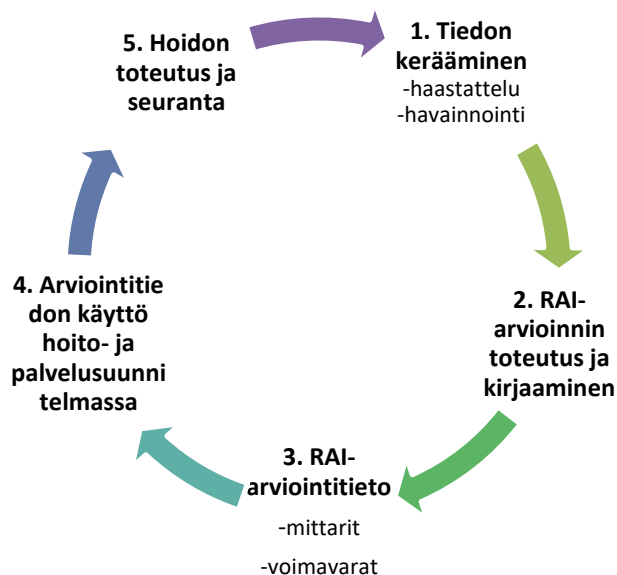 1. Tiedon
kerääminen
-haastattelu
-havainnointi
2. RAI-
arvioinnin
toteutus ja
kirjaaminen
3. RAI-
arviointitieto
-mittarit
-voimavarat
4. Arviointitie
don käyttö
hoito- ja
palvelusuunni
telmassa
5. Hoidon
toteutus ja
seuranta